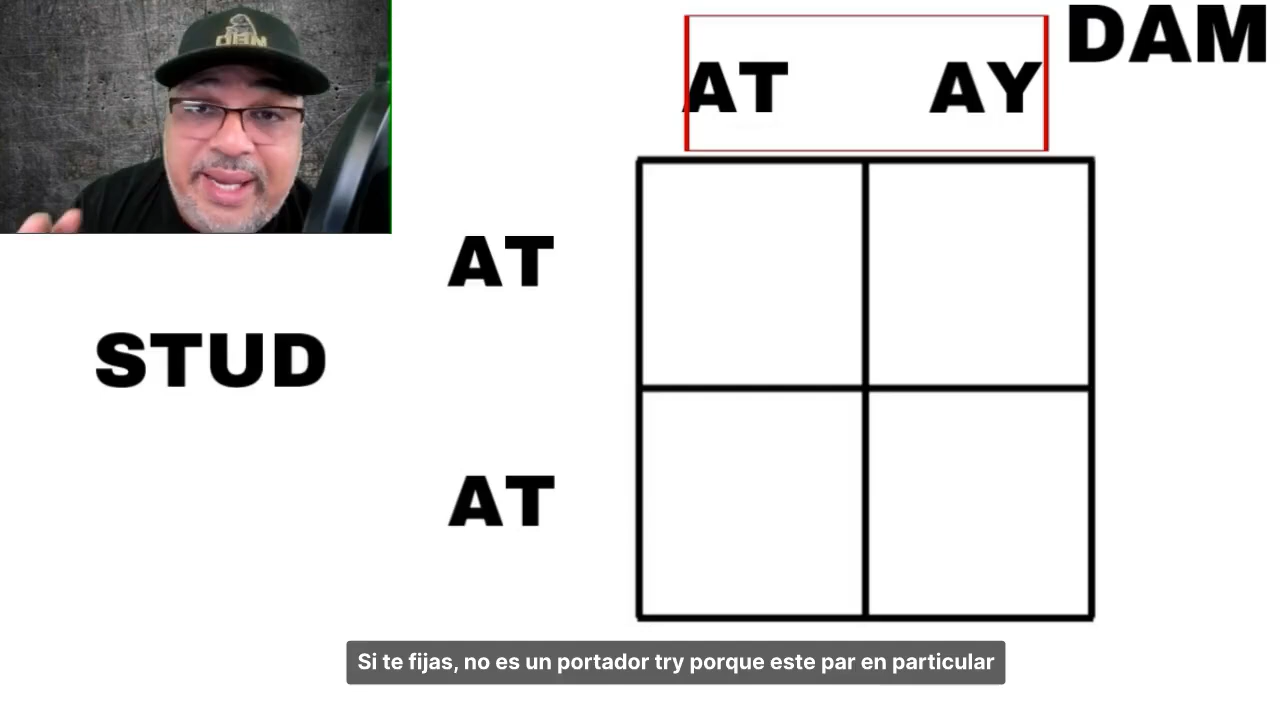 DAM
AT AY
AT
STUD
AT
Si te fijas, no es un portador try porque este par en particular